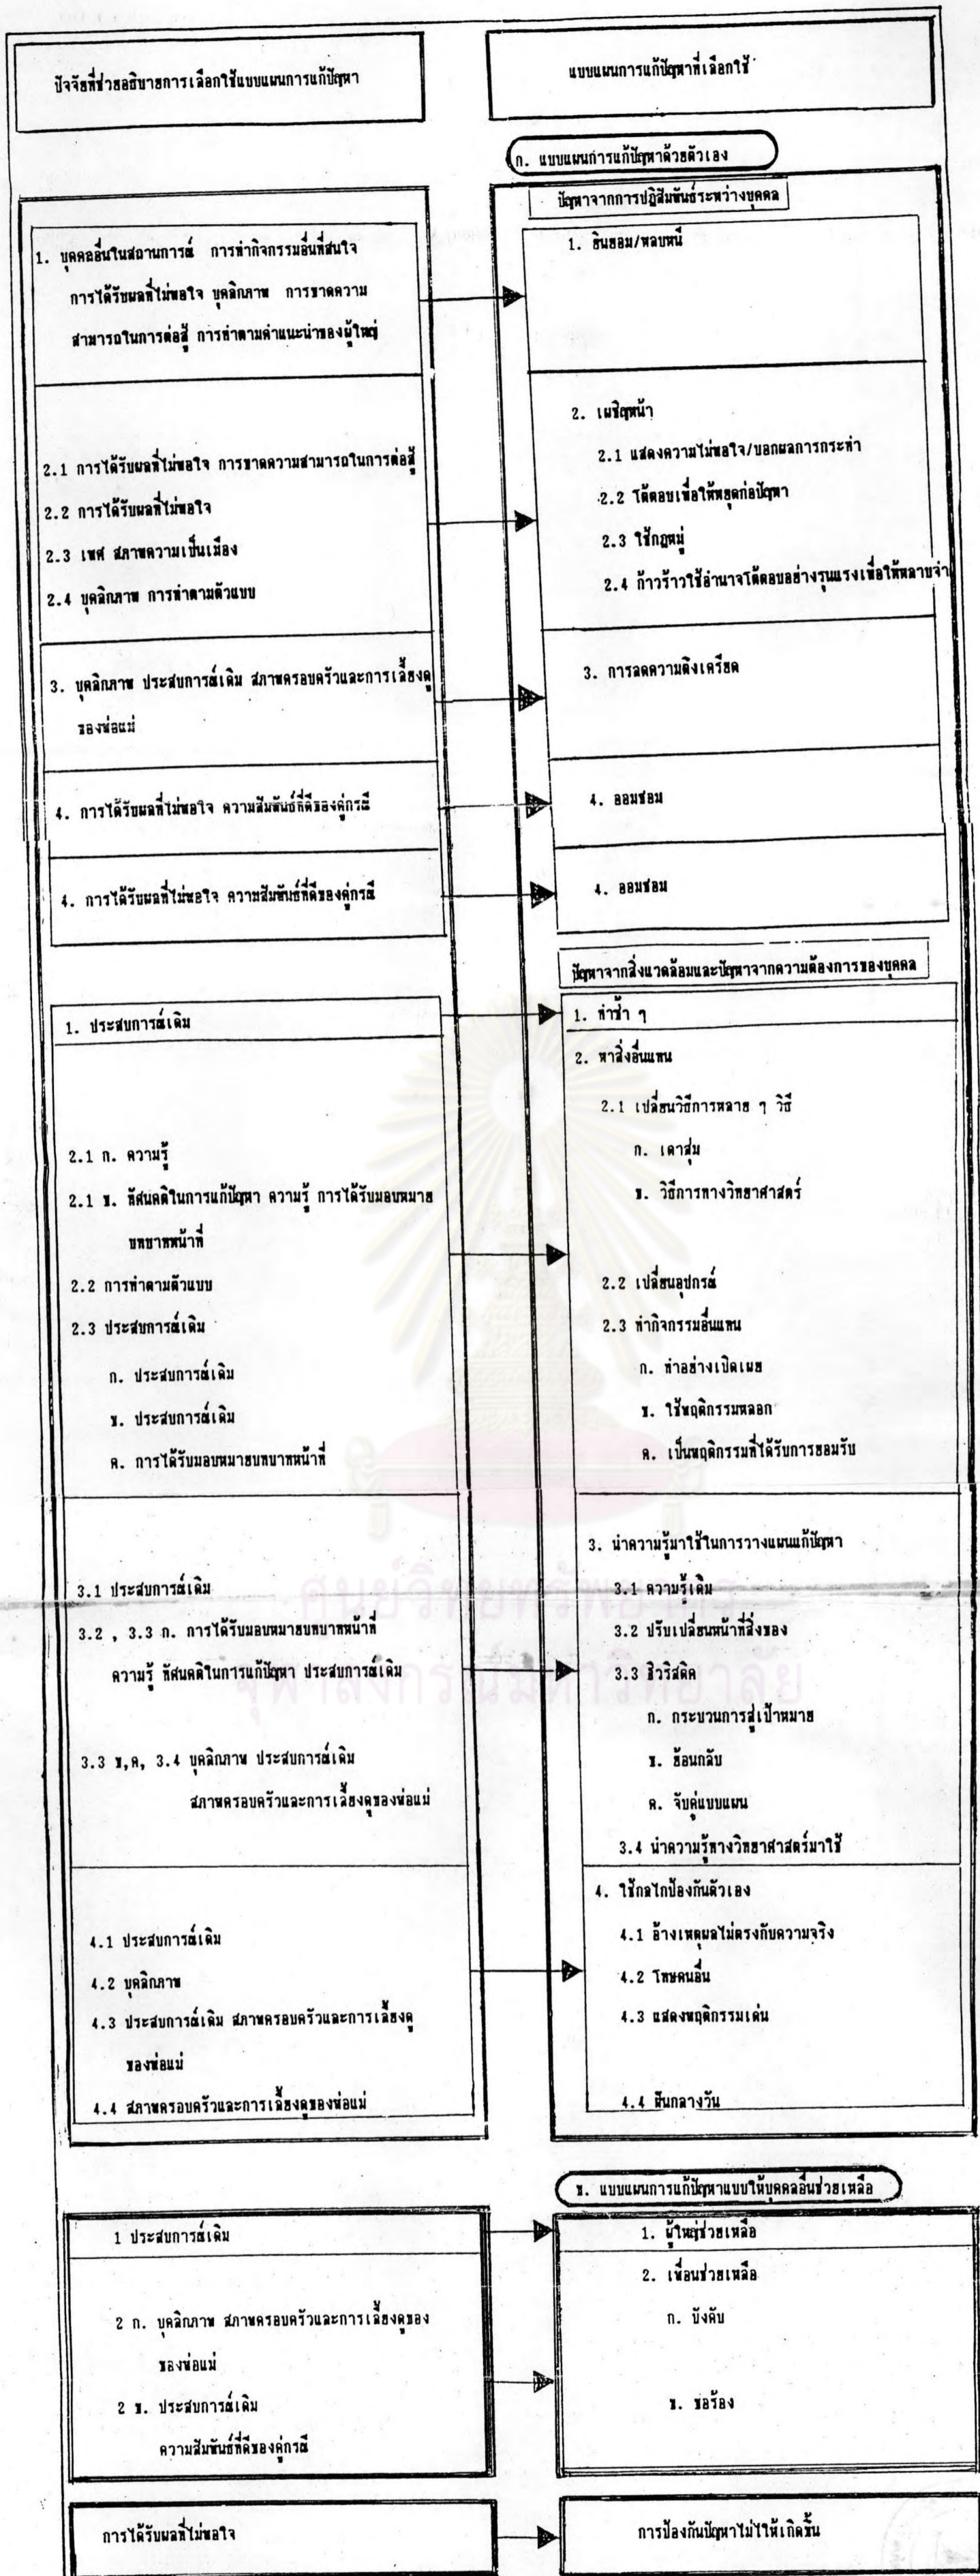 ปัจจัยที่ช่วยอธิบายการเลือกใช้แบบแผนการแก้ปัญหา
แบบแผนการแก้ปัญหาที่เลือกใช้
ก. แบบแผนการแก้ปัญหาด้วยตัวเอง
ปัญหาจากการปฏิสัมพันธ์ระหว่างบุคคล
1. บุคคลอื่นในสถานการณ์ การทำกิจกรรมอื่นที่สนใจ
การได้รับผลที่ไม่พอใจ บุคลิกภาพ การขาดความ
สามารถในการต่อสู้ การทำตามคำแนะนำของผู้ใหญ่
1. ยินยอม/หลบหนี
2.1 การได้รับผลที่ไม่พอใจ การขาดความสามารถในการต่อสู้
2.2 การได้รับผลที่ไม่พอใจ
2.3 เพศ สภาพความเป็นเมือง
2.4 บุคลิกภาพ การทำตามตัวแบบ
2. เผชิญหน้า
2.1 แสดงความไม่พอใจ/บอกผลการกระทำ
2.2 โต้ตอบเพื่อให้หยุดก่อปัญหา
2.3 ใช้กฎหมู่
2.4 ก้าวร้าวใช้อำนาจโต้ตอบอย่างรุนแรงเพื่อให้หลาบจำ
3. บุคลิกภาพ ประสบการณ์เดิม สภาพครอบครัวและการเลี้ยงดู
ของพ่อแม่
3. การลดความตึงเครียด
4. การได้รับผลที่ไม่พอใจ ความสัมพันธ์ที่ดีของคู่กรณี
4. ออมชอม
4. การได้รับผลที่ไม่พอใจ ความสัมพันธ์ที่ดีของคู่กรณี
4. ออมชอม
ปัญหาจากสิ่งแวดล้อมและปัญหาจากความต้องการของบุคคล
1. ประสบการณ์เดิม
1. ทำซ้ำ ๆ
2.1 ก. ความรู้
2.1 ข. ทัศนคติในการแก้ปัญหา ความรู้ การได้รับมอบหมาย
บทบาทหน้าที่
2.2 การทำตามตัวแบบ
2.3 ประสบการณ์เดิม
ก. ประสบการณ์เดิม
ข. ประสบการณ์เดิม
ค. การได้รับมอบหมายบทบาทหน้าที่
2. หาสิ่งอื่นแทน
2.1 เปลี่ยนวิธีการหลาย ๆ วิธี
ก. เดาสุ่ม
ข. วิธีการทางวิทยาศาสตร์
2.2 เปลี่ยนอุปกรณ์
2.3 ทำกิจกรรมอื่นแทน
ก. ทำอย่างเปิดเผย
ข. ใช้พฤติกรรมหลอก
ค. เป็นพฤติกรรมที่ได้รับการยอมรับ
3.1 ประสบการณ์เดิม
3.2 , 3.3 ก. การได้รับมอบหมายบทบาทหน้าที่
ความรู้ ทัศนคติในการแก้ปัญหา ประสบการณ์เดิม
3.3 ข,ค, 3.4 บุคลิกภาพ ประสบการณ์เดิม
สภาพครอบครัวและการเลี้ยงดูของพ่อแม่
3. นำความรู้มาใช้ในการวางแผนแก้ปัญหา
3.1 ความรู้เดิม
3.2 ปรับเปลี่ยนหน้าที่สิ่งของ
3.3 ฮิวริสติค
ก. กระบวนการสู่เป้าหมาย
ข. ย้อนกลับ
ค. จับคู่แบบแผน
3.4 นำความรู้ทางวิทยาศาสตร์มาใช้
ศูนย์วิทยทรัพยากร
จุฬาลงกรณ์มหาวิทยาลัย
4.1 ประสบการณ์เดิม
4.2 บุคลิกภาพ
4.3 ประสบการณ์เดิม สภาพครอบครัวและการเลี้ยงดู
ของพ่อแม่
4.4 สภาพครอบครัวและการเลี้ยงดูของพ่อแม่
4. ใช้กลไกป้องกันตัวเอง
4.1 อ้างเหตุผลไม่ตรงกับความจริง
4.2 โทษคนอื่น
4.3 แสดงพฤติกรรมเด่น
4.4 ฝันกลางวัน
ข. แบบแผนการแก้ปัญหาแบบให้บุคคลอื่นช่วยเหลือ
1 ประสบการณ์เดิม
1. ผู้ใหญ่ช่วยเหลือ
2 ก. บุคลิกภาพ สภาพครอบครัวและการเลี้ยงดูของ
ของพ่อแม่
2 ข. ประสบการณ์เดิม
ความสัมพันธ์ที่ดีของคู่กรณี
2. เพื่อนช่วยเหลือ
ก. บังคับ
ข. ขอร้อง
การได้รับผลที่ไม่พอใจ
การป้องกันปัญหาไม่ไให้เกิดขึ้น